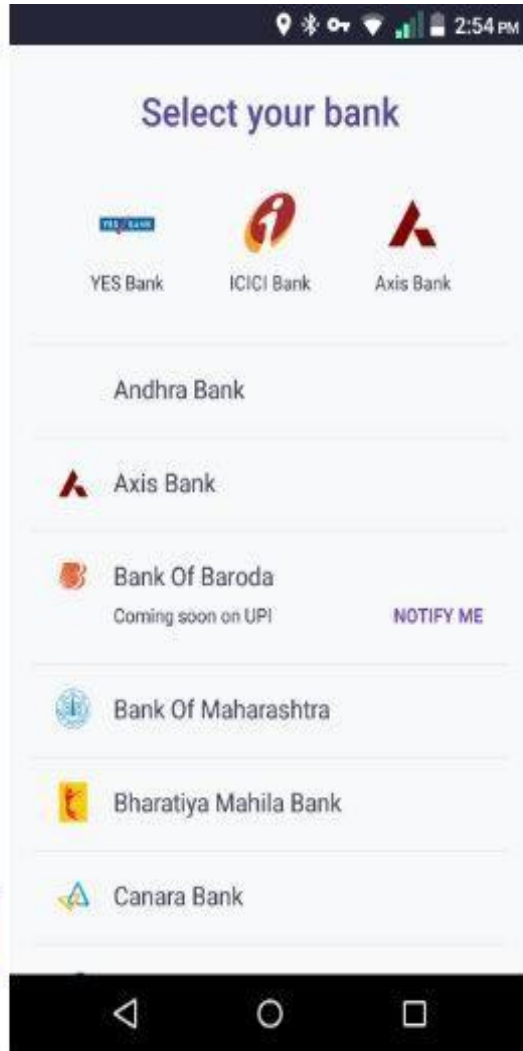 2:54 PM
Select your bank
YES BANK
YES Bank
ICICI Bank
Axis Bank
Andhra Bank
Axis Bank
Bank Of Baroda
Coming soon on UPI
NOTIFY ME
Bank Of Maharashtra
Bharatiya Mahila Bank
Canara Bank